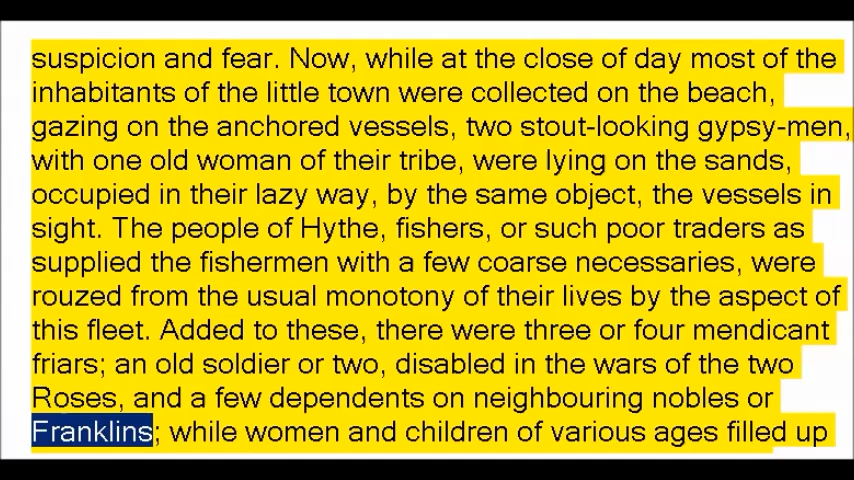 suspicion and fear. Now, while at the close of day most of the
inhabitants of the little town were collected on the beach,
gazing on the anchored vessels, two stout-looking gypsy-men,
with one old woman of their tribe, were lying on the sands,
occupied in their lazy way, by the same object, the vessels in
sight. The people of Hythe, fishers, or such poor traders as
supplied the fishermen with a few coarse necessaries, were
rouzed from the usual monotony of their lives by the aspect of
this fleet. Added to these, there were three or four mendicant
friars; an old soldier or two, disabled in the wars of the two
Roses, and a few dependents on neighbouring nobles or
Franklins; while women and children of various ages filled up